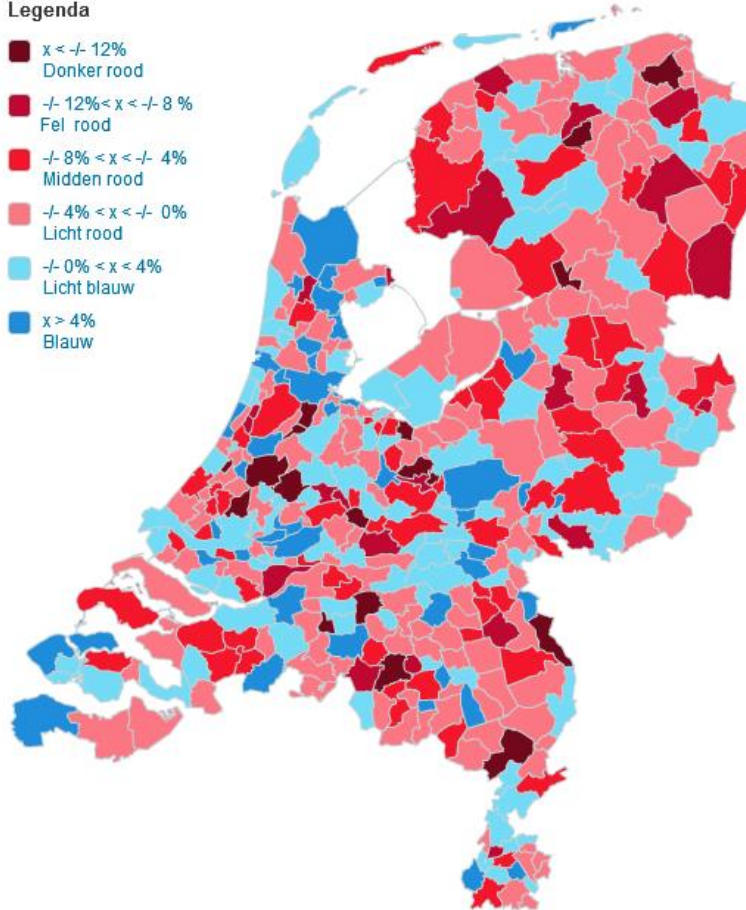 Legenda
x < -/- 12%
Donker rood
-/- 12%< x < -/- 8 %
Fel rood
-/- 8% < x < -/- 4%
Midden rood
-/- 4% < x < -/- 0%
Licht rood
-/- 0% < x < 4%
Licht blauw
x > 4%
Blauw